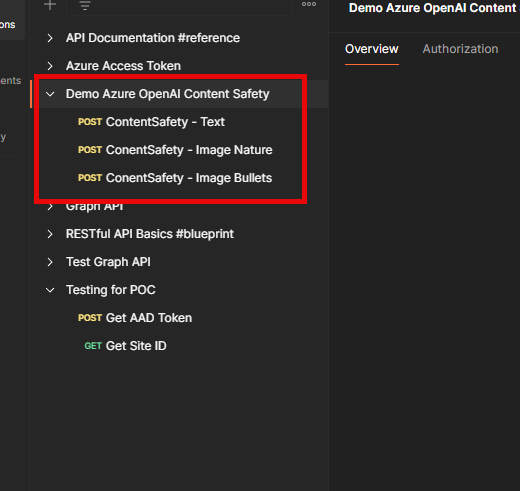 ons
ents
y
API Documentation #reference
Azure Access Token
Demo Azure OpenAI Content Safety
POST ContentSafety - Text
POST ConentSafety - Image Nature
POST ConentSafety - Image Bullets
Graph API
RESTful API Basics #blueprint
Test Graph API
Testing for POC
POST Get AAD Token
GET Get Site ID
Demo Azure OpenAI Content
Overview Authorization